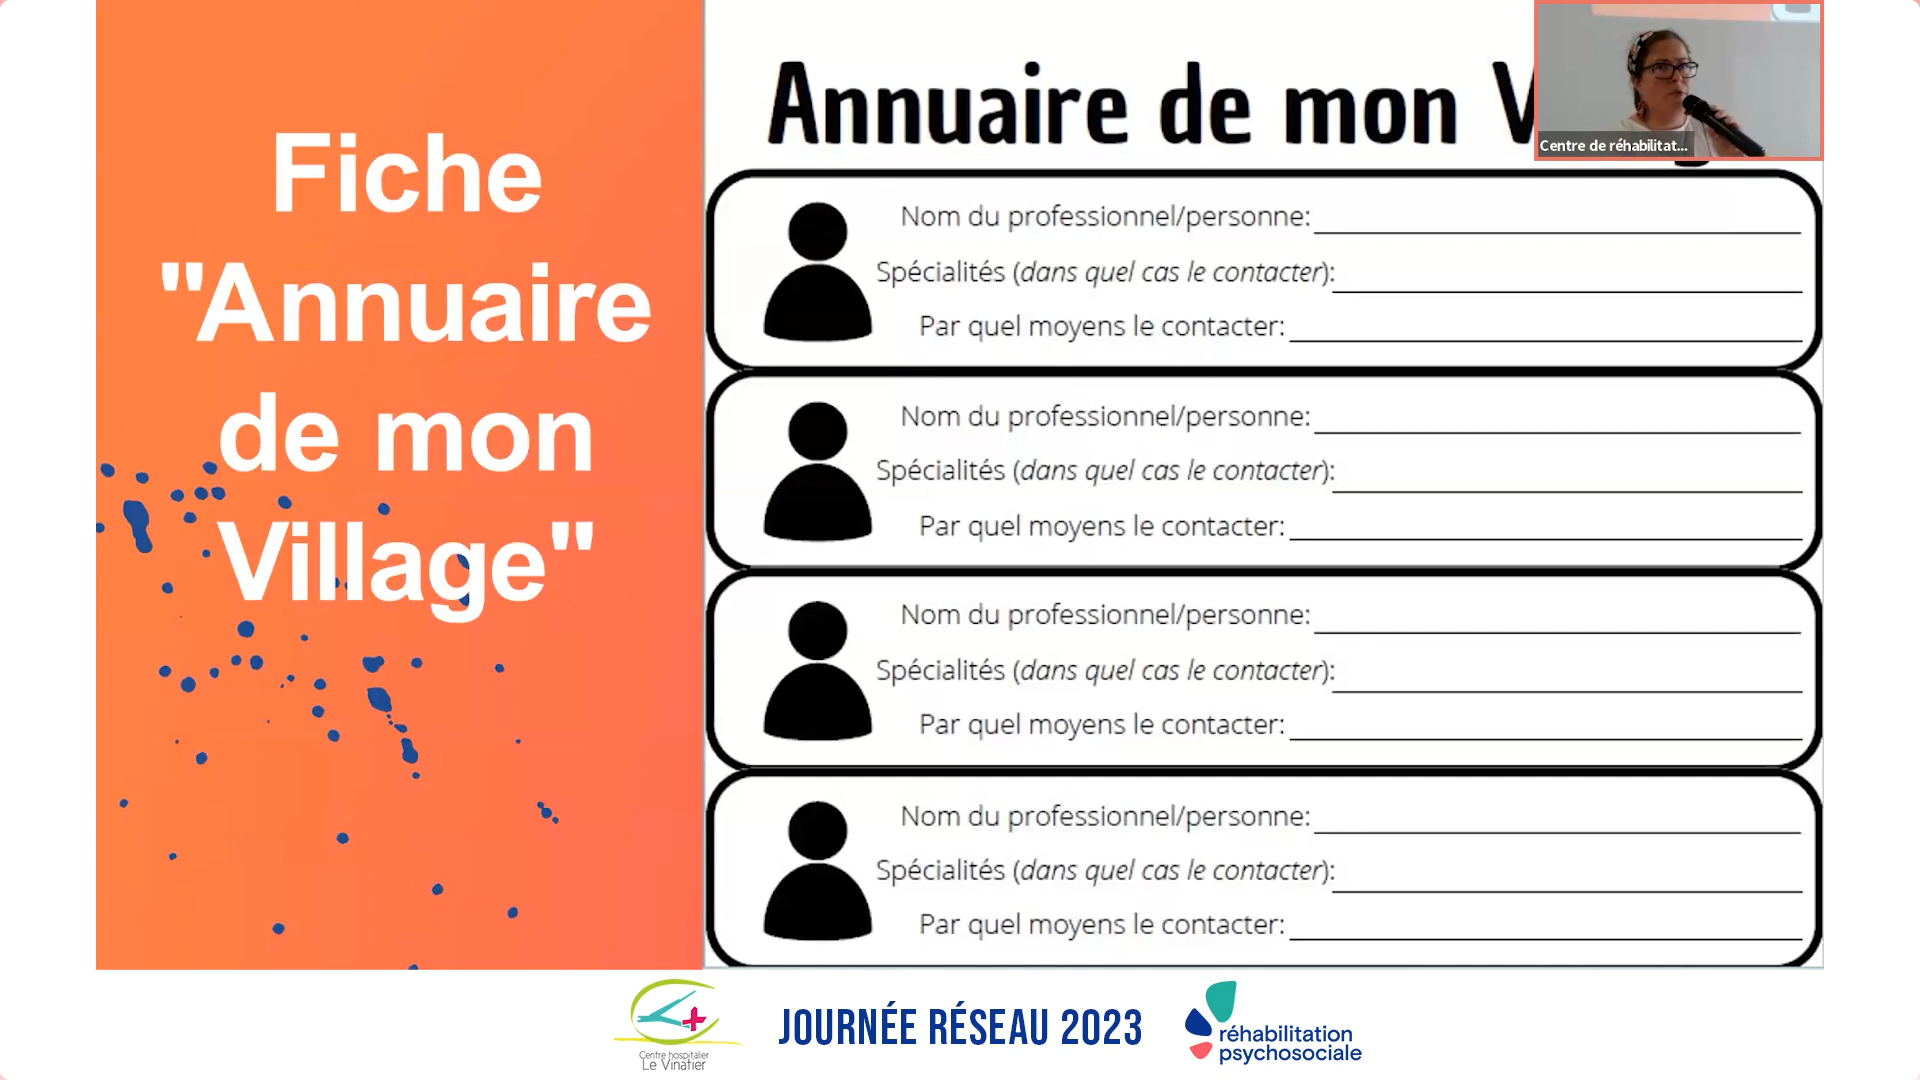 Fiche
"Annuaire
de mon
Village"
Annuaire de mon V
Centre de réhabilitat...
Nom du professionnel/personne:
Spécialités (dans quel cas le contacter):
Par quel moyens le contacter:
Nom du professionnel/personne:
Spécialités (dans quel cas le contacter):
Par quel moyens le contacter:
Nom du professionnel/personne:
Spécialités (dans quel cas le contacter):
Par quel moyens le contacter:
Nom du professionnel/personne:
Spécialités (dans quel cas le contacter):
Par quel moyens le contacter:
Centre hospitalier
Le Vinatier
JOURNÉE RÉSEAU 2023
réhabilitation
psychosociale